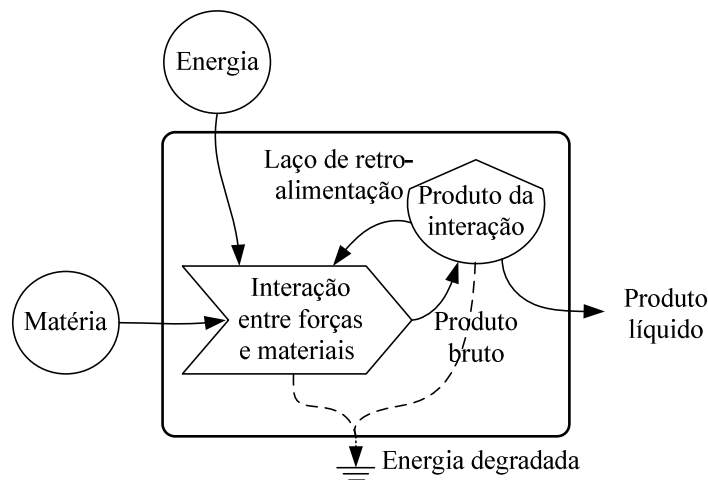 Energia
Laço de retro-
alimentação
Produto da
interação
Matéria
Interação
entre forças
e materiais
Produto
bruto
Produto
líquido
Energia degradada